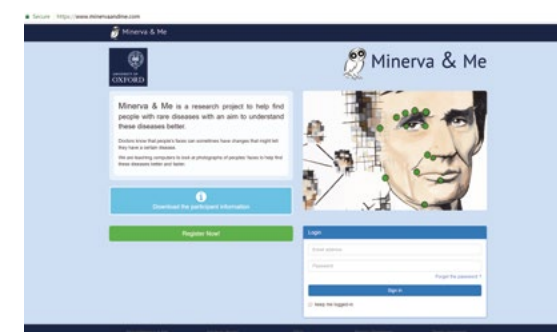 Secure https://www.minervaandme.com
Minerva & Me
UNIVERSITY OF
OXFORD
Minerva & Me
Minerva & Me is a research project to help find
people with rare diseases with an aim to understand
these diseases better.
Doctors know that people's faces can sometimes have changes that might tell
they have a certain disease.
We are teaching computers to look at photographs of peoples' faces to help find
these diseases better and faster.
Download the participant information
Register Now!
Login
Email address
Password
Forgot the password ?
Sign in
keep me logged-in